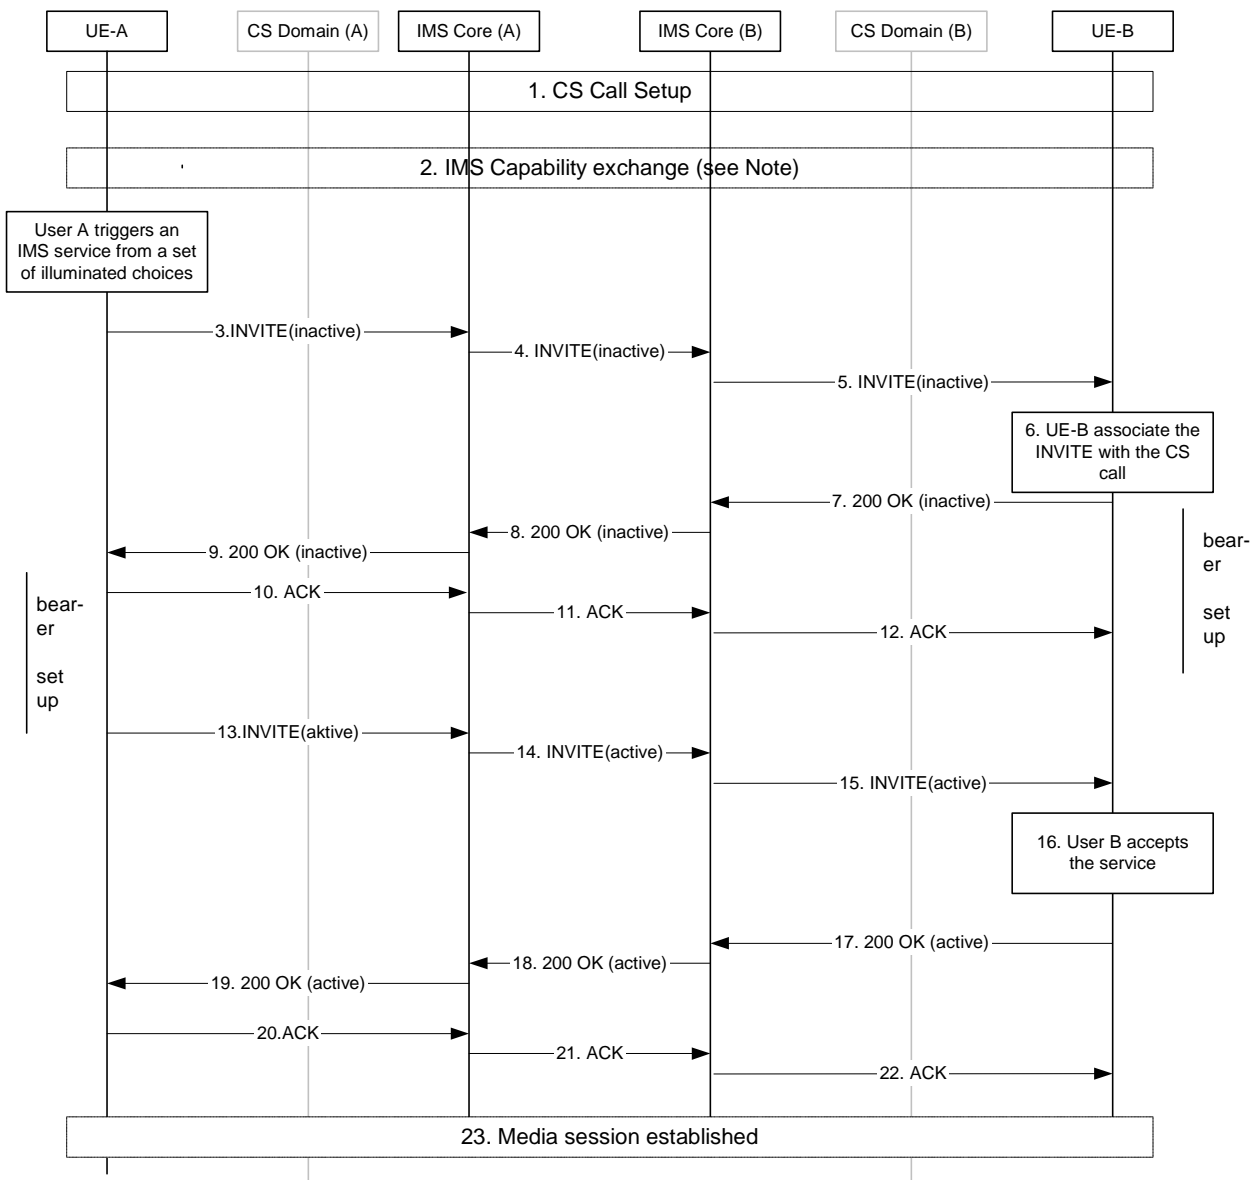 UE-A
CS Domain (A)
IMS Core (A)
IMS Core (B)
CS Domain (B)
UE-B
1. CS Call Setup
2. IMS Capability exchange (see Note)
User A triggers an
IMS service from a set
of illuminated choices
3.INVITE(inactive)
4. INVITE(inactive)
5. INVITE(inactive)
6. UE-B associate the
INVITE with the CS
call
7. 200 OK (inactive)
8. 200 OK (inactive)
9. 200 OK (inactive)
bear-
er
set
up
10. ACK
11. ACK
12. ACK
bear-
er
set
up
13.INVITE(aktive)
14. INVITE(active)
15. INVITE(active)
16. User B accepts
the service
17. 200 OK (active)
18. 200 OK (active)
19. 200 OK (active)
20.ACK
21. ACK
22. ACK
23. Media session established